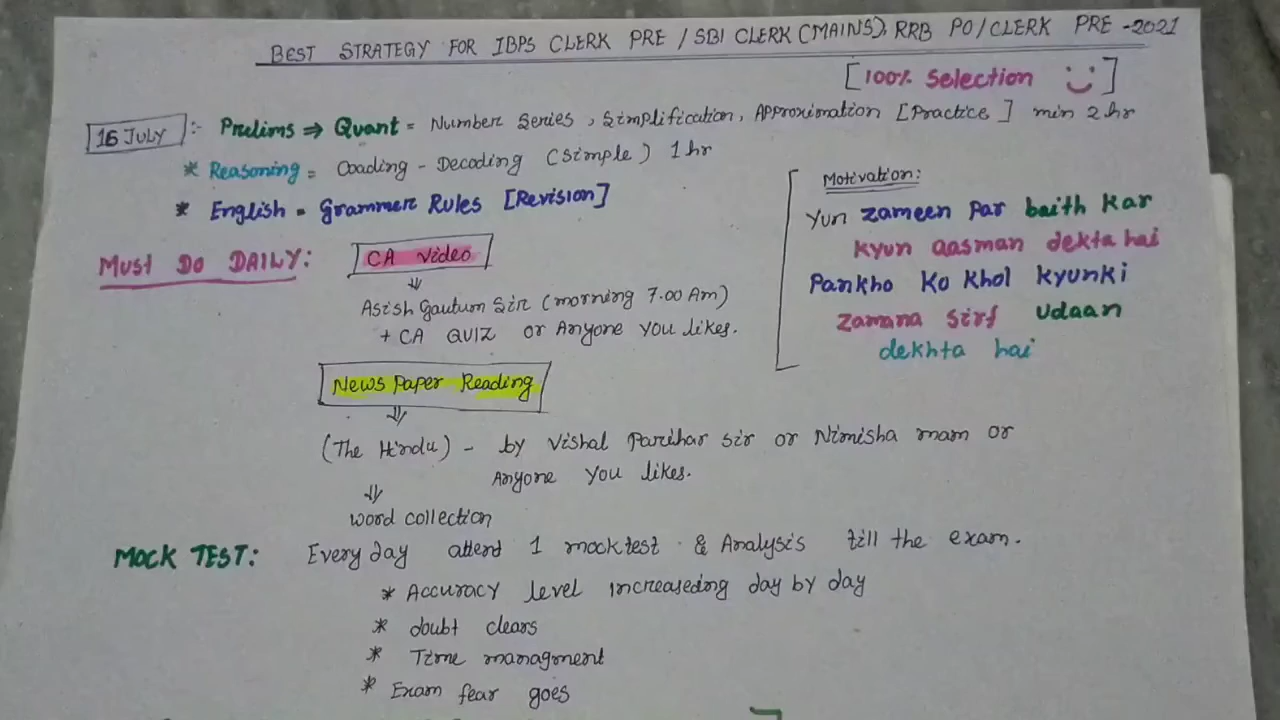 BEST STRATEGY FOR IBPS CLERK PRE / SBI CLERK (MAINS), RRB PO/CLERK PRE -2021
[100% Selection ]
16 JULY :- Prelims ⇒ Quant = Number Series, Simplification, Approximation [Practice] min 2 hr
* Reasoning = Coading - Decoding (Simple) 1 hr
* English = Grammer Rules [Revision]
Motivation:
Yun zameen par baith kar
kyun aasman dekta hai
Pankho ko khol kyunki
zamana sirf udaan
dekhta hai
MUST DO DAILY:
CA video
⇓
Asish Gautum Sir (morning 7.00 Am)
+ CA QUIZ or Anyone you likes.
News Paper Reading
⇓
(The Hindu) - by Vishal Parihar sir or Nimisha mam or
Anyone you likes.
⇓
word collection
MOCK TEST: Every day attend 1 mock test & Analysis till the exam.
* Accuracy level increaseding day by day
* doubt clears
* Time managment
* Exam fear goes